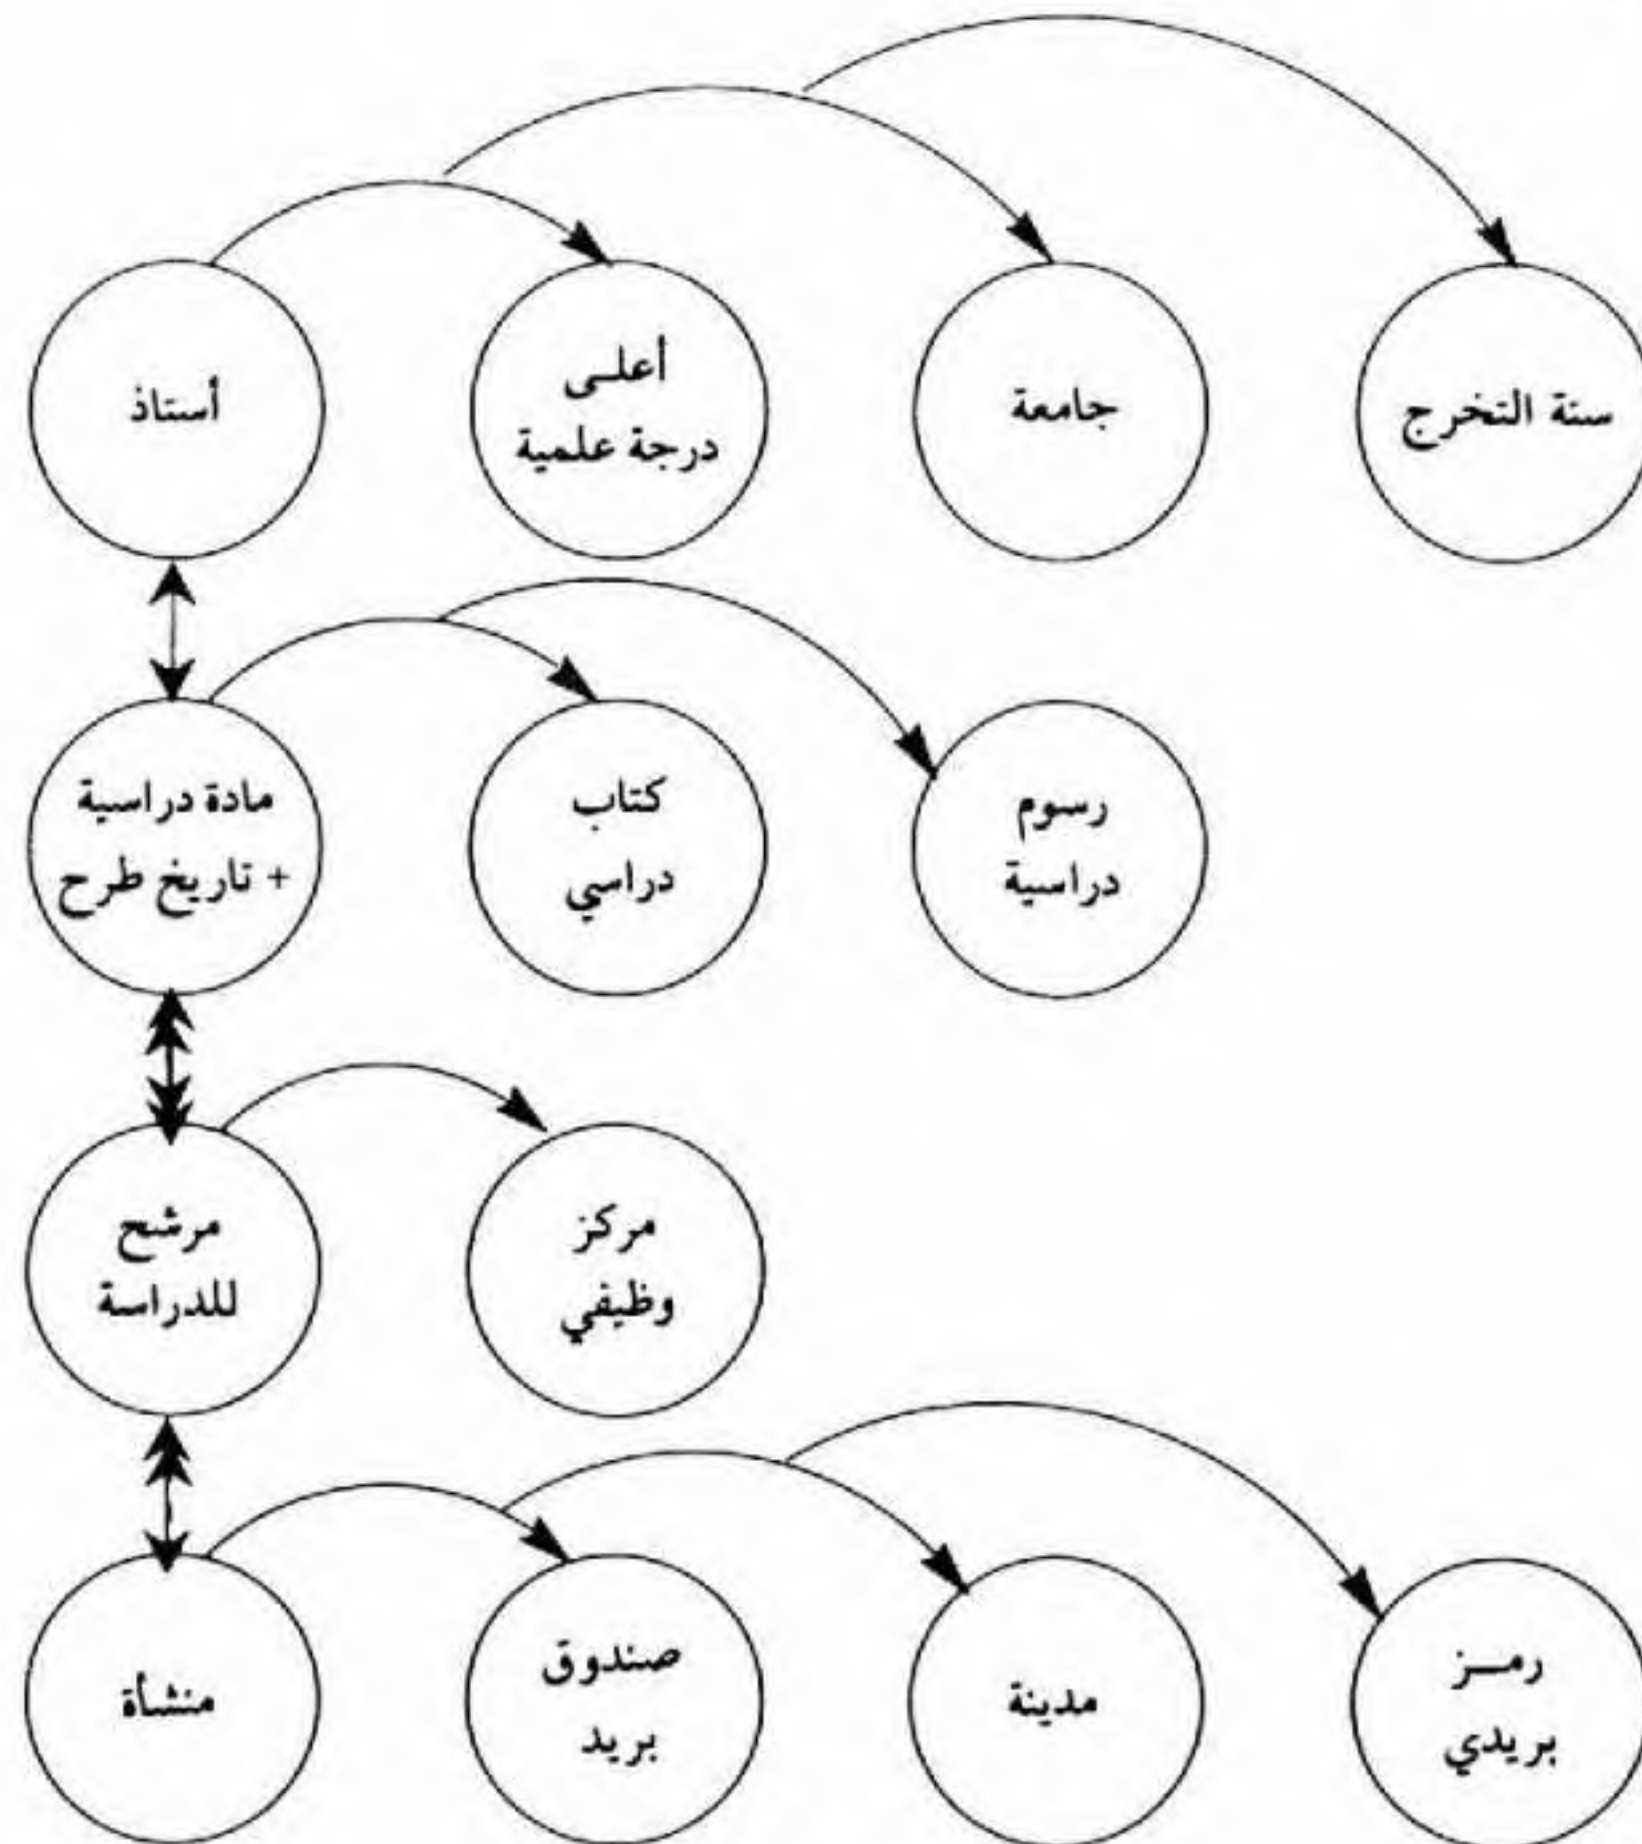 أستاذ
أعلى
درجة علمية
جامعة
سنة التخرج
مادة دراسية
+ تاريخ طرح
كتاب
دراسي
رسوم
دراسية
مرشح
للدراسة
مركز
وظيفي
منشأة
صندوق
بريد
مدينة
رمز
بريدي